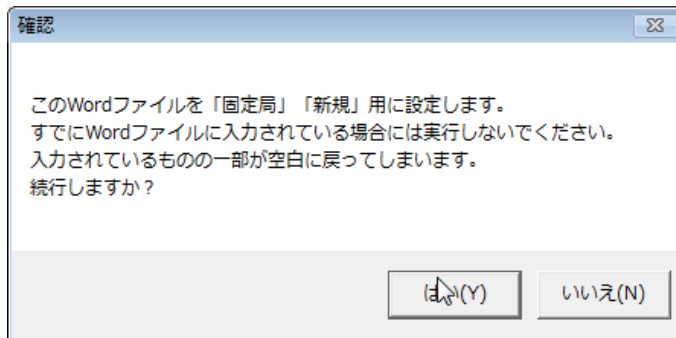 確認
このWordファイルを「固定局」「新規」用に設定します。
すでにWordファイルに入力されている場合には実行しないでください。
入力されているものの一部が空白に戻ってしまいます。
続行しますか？
はい(Y)
いいえ(N)